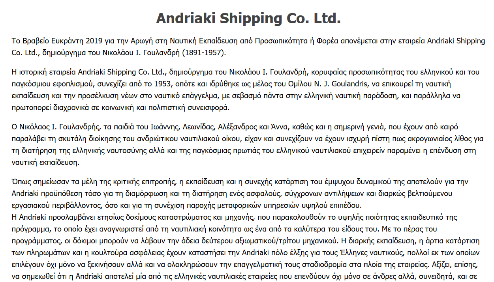 Andriaki Shipping Co. Ltd.
Το Βραβείο Ευκράντη 2019 για την Αρωγή στη Ναυτική Εκπαίδευση από Προσωπικότητα ή Φορέα απονέμεται στην εταιρεία Andriaki Shipping
Co. Ltd., δημιούργημα του Νικολάου Ι. Γουλανδρή (1891-1957).
Η ιστορική εταιρεία Andriaki Shipping Co. Ltd., δημιούργημα του Νικολάου Ι. Γουλανδρή, κορυφαίας προσωπικότητας του ελληνικού και του
παγκόσμιου εφοπλισμού, συνεχίζει από το 1953, οπότε και ιδρύθηκε ως μέλος του Ομίλου N. J. Goulandris, να επικουρεί τη ναυτική
εκπαίδευση και την προσέλκυση νέων στο ναυτικό επάγγελμα, με σεβασμό πάντα στην ελληνική ναυτική παράδοση, και παράλληλα να
πρωτοπορεί διαχρονικά σε κοινωνική και πολιτιστική συνεισφορά.
Ο Νικόλαος Ι. Γουλανδρής, τα παιδιά του Ιωάννης, Λεωνίδας, Αλέξανδρος και Άννα, καθώς και η σημερινή γενιά, που έχουν από καιρό
παραλάβει τη σκυτάλη διοίκησης του ανδριώτικου ναυτιλιακού οίκου, είχαν και συνεχίζουν να έχουν ισχυρή πίστη πως ακρογωνιαίος λίθος για
τη διατήρηση της ελληνικής ναυτοσύνης αλλά και της παγκόσμιας πρωτιάς του ελληνικού ναυτιλιακού επιχειρείν παραμένει η επένδυση στη
ναυτική εκπαίδευση.
Όπως σημείωσαν τα μέλη της κριτικής επιτροπής, η εκπαίδευση και η συνεχής κατάρτιση του έμψυχου δυναμικού της αποτελούν για την
Andriaki προϋπόθεση τόσο για τη διαμόρφωση και τη διατήρηση ενός ασφαλούς, σύγχρονων αντιλήψεων και διαρκώς βελτιούμενου
εργασιακού περιβάλλοντος, όσο και για τη συνέχιση παροχής μεταφορικών υπηρεσιών υψηλού επιπέδου.
Η Andriaki προσλαμβάνει ετησίως δοκίμους καταστρώματος και μηχανής, που παρακολουθούν το υψηλής ποιότητας εκπαιδευτικό της
πρόγραμμα, το οποίο έχει αναγνωριστεί από τη ναυτιλιακή κοινότητα ως ένα από τα καλύτερα του είδους του. Με το πέρας του
προγράμματος, οι δόκιμοι μπορούν να λάβουν την άδεια δεύτερου αξιωματικού/τρίτου μηχανικού. Η διαρκής εκπαίδευση, η άρτια κατάρτιση
των πληρωμάτων και η κουλτούρα ασφάλειας έχουν καταστήσει την Andriaki πόλο έλξης για τους Έλληνες ναυτικούς, πολλοί εκ των οποίων
επιλέγουν όχι μόνο να ξεκινήσουν αλλά και να ολοκληρώσουν την επαγγελματική τους σταδιοδρομία στα πλοία της εταιρείας. Αξίζει, επίσης,
να σημειωθεί ότι η Andriaki αποτελεί μία από τις ελληνικές ναυτιλιακές εταιρείες που επενδύουν όχι μόνο σε άνδρες αλλά, συνειδητά, και σε